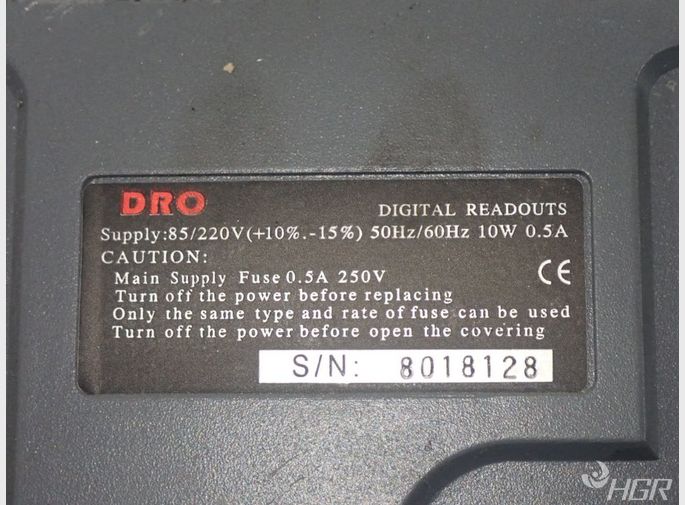 DRO
DIGITAL READOUTS
Supply:85/220V(+10%.-15%) 50Hz/60Hz 10W 0.5A
CAUTION:
Main Supply Fuse 0.5A 250V
CE
Turn off the power before replacing
Only the same type and rate of fuse can be used
Turn off the power before open the covering
S/N: 8018128
HGR